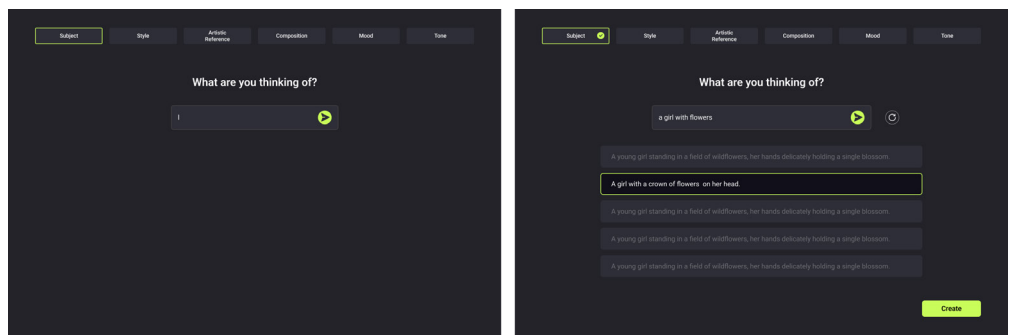 Subject
Style
Artistic
Reference
Composition
Mood
Tone
What are you thinking of?
Subject
Style
Artistic
Reference
Composition
Mood
Tone
What are you thinking of?
a girl with flowers
A young girl standing in a field of wildflowers, her hands delicately holding a single blossom.
A girl with a crown of flowers on her head.
A young girl standing in a field of wildflowers, her hands delicately holding a single blossom.
A young girl standing in a field of wildflowers, her hands delicately holding a single blossom.
A young girl standing in a field of wildflowers, her hands delicately holding a single blossom.
Create